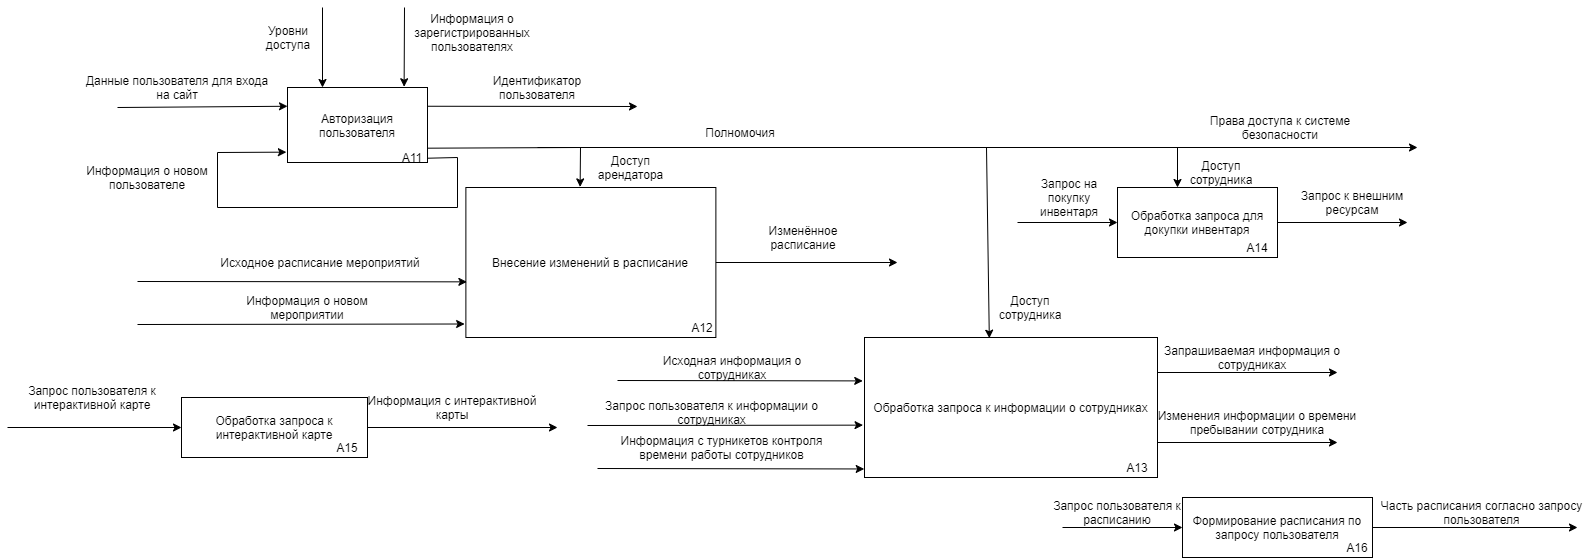 Уровни
доступа
Информация о
зарегистрированных
пользователях
Данные пользователя для входа
на сайт
Идентификатор
пользователя
Авторизация
пользователя
A11
Информация о новом
пользователе
Полномочия
Права доступа к системе
безопасности
Доступ
арендатора
Доступ
сотрудника
Запрос на
покупку
инвентаря
Обработка запроса для
докупки инвентаря
A14
Запрос к внешним
ресурсам
Исходное расписание мероприятий
Информация о новом
мероприятии
Внесение изменений в расписание
A12
Изменённое
расписание
Доступ
сотрудника
Исходная информация о
сотрудниках
Запрос пользователя к информации о
сотрудниках
Информация с турникетов контроля
времени работы сотрудников
Обработка запроса к информации о сотрудниках
A13
Запрашиваемая информация о
сотрудниках
Изменения информации о времени
пребывании сотрудника
Запрос пользователя к
интерактивной карте
Обработка запроса к
интерактивной карте
A15
Информация с интерактивной
карты
Запрос пользователя к
расписанию
Формирование расписания по
запросу пользователя
A16
Часть расписания согласно запросу
пользователя